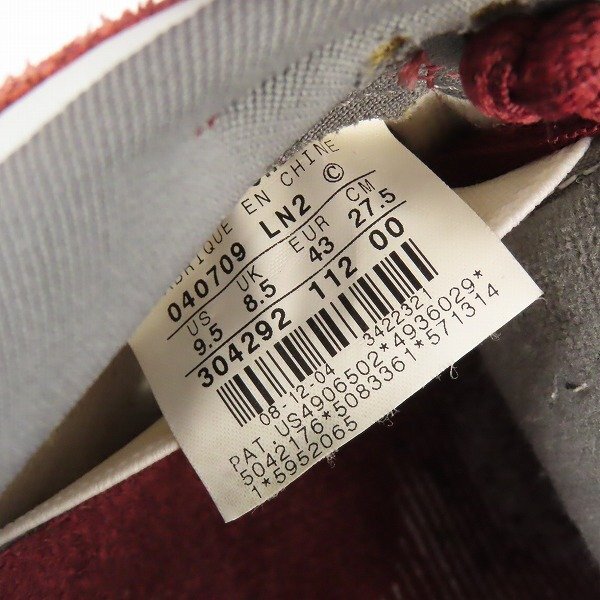 FABRIQUE EN CHINE
040709 LN2 ©
US UK EUR CM
9.5 8.5 43 27.5
304292 112 00
08-12-04 3422321
PAT.US4906502*4936029*
5042176*5083361*571314
1*5952065